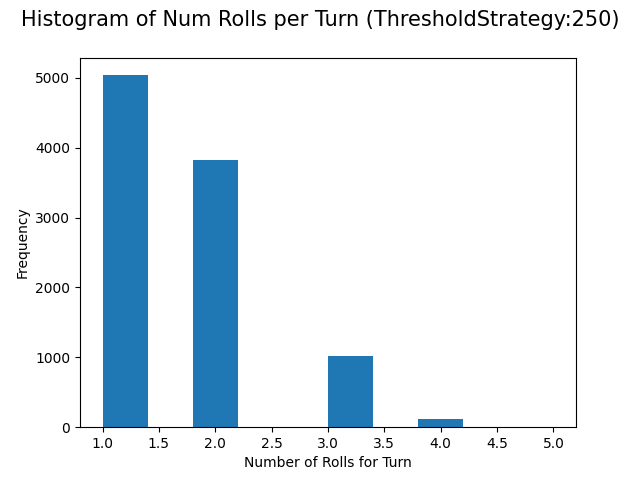 Histogram of Num Rolls per Turn (ThresholdStrategy:250)
5000
4000
3000
2000
1000
0
Frequency
1.0 1.5 2.0 2.5 3.0 3.5 4.0 4.5 5.0
Number of Rolls for Turn